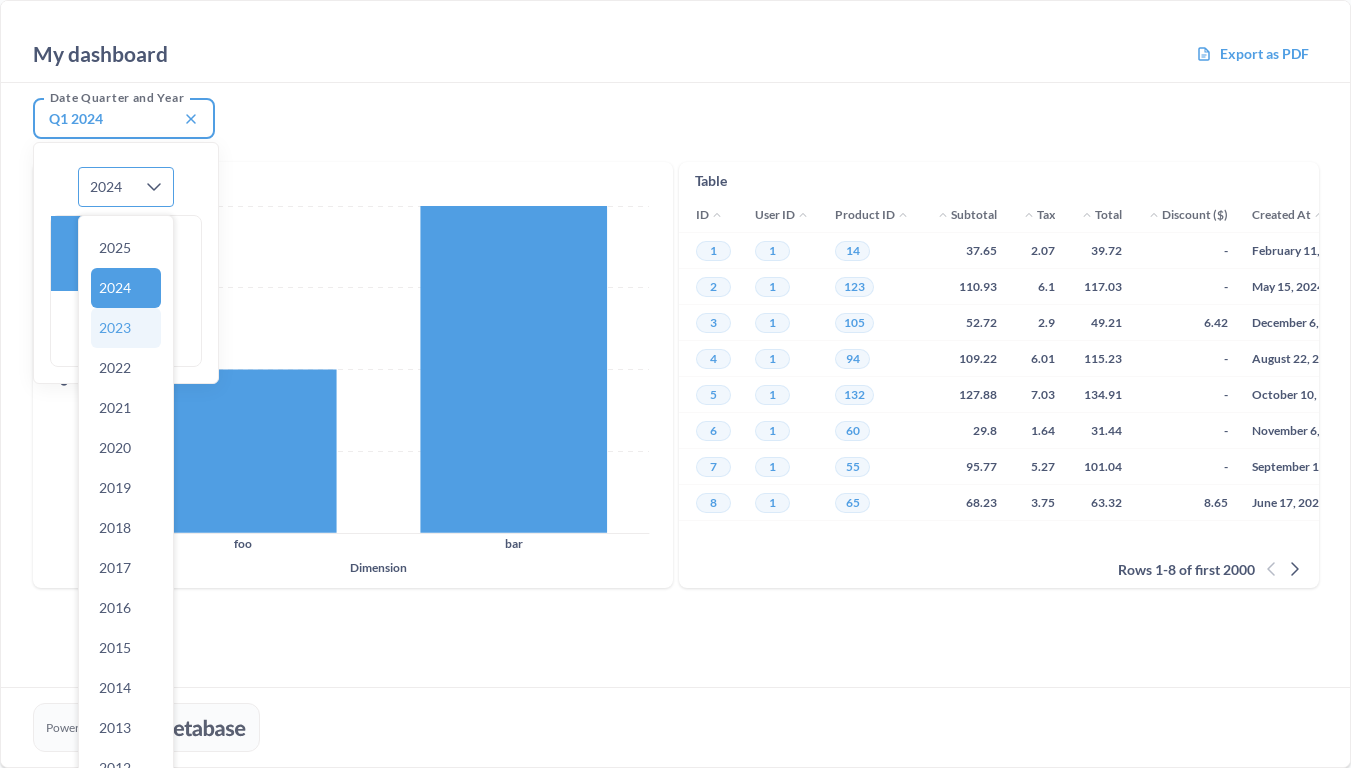 My dashboard
Export as PDF
Date Quarter and Year
Q1 2024
2024
2025
2024
2023
2022
2021
2020
2019
2018
2017
2016
2015
2014
2013
2012
foo
bar
Dimension
Table
ID User ID Product ID Subtotal Tax Total Discount ($) Created At
1 1 14 37.65 2.07 39.72 - February 11,
2 1 123 110.93 6.1 117.03 - May 15, 2024
3 1 105 52.72 2.9 49.21 6.42 December 6,
4 1 94 109.22 6.01 115.23 - August 22, 2
5 1 132 127.88 7.03 134.91 - October 10,
6 1 60 29.8 1.64 31.44 - November 6,
7 1 55 95.77 5.27 101.04 - September 1
8 1 65 68.23 3.75 63.32 8.65 June 17, 202
Rows 1-8 of first 2000
Power
etabase